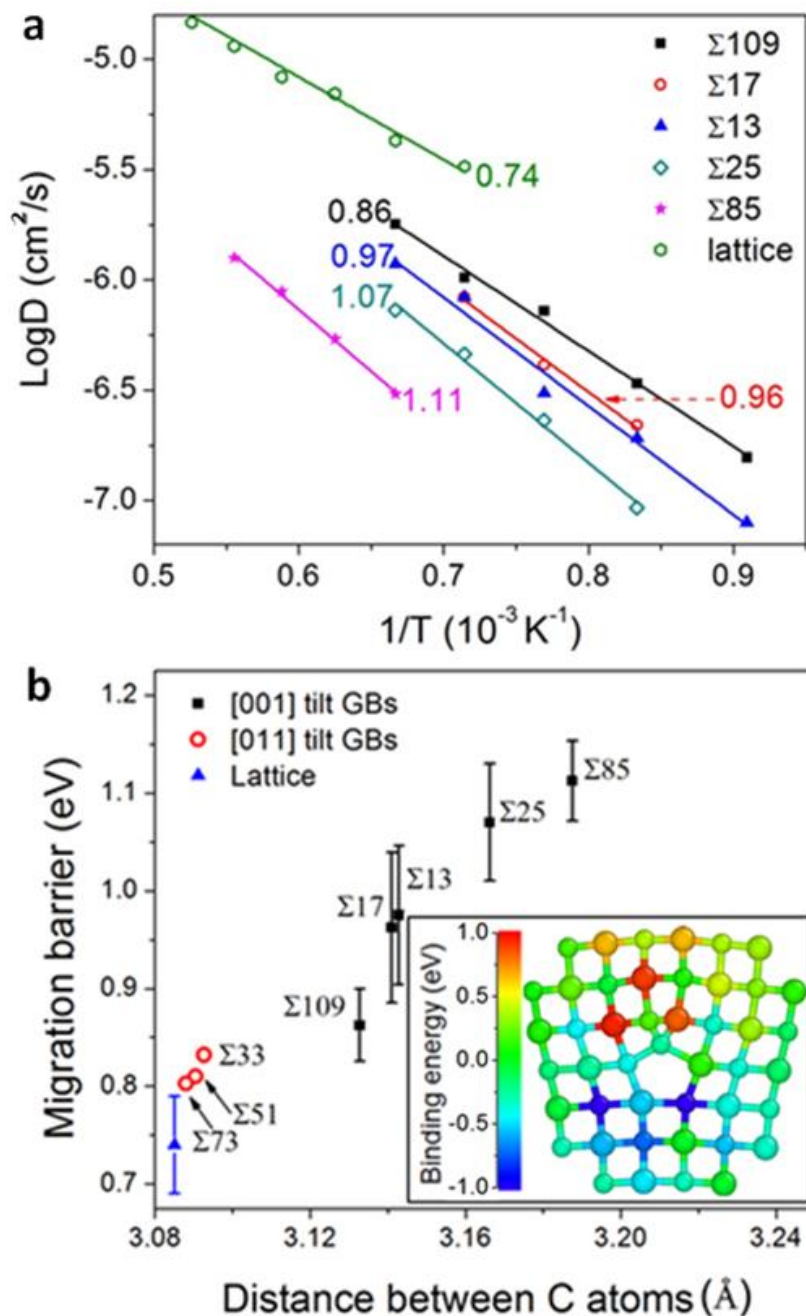 a
LogD (cm²/s)
-5.0
-5.5
-6.0
-6.5
-7.0
Σ109
Σ17
Σ13
Σ25
Σ85
lattice
0.74
0.86
0.97
1.07
1.11
0.96
0.5 0.6 0.7 0.8 0.9
1/T (10⁻³ K⁻¹)
b
Migration barrier (eV)
1.2
1.1
1.0
0.9
0.8
0.7
[001] tilt GBs
[011] tilt GBs
Lattice
Σ85
Σ25
Σ13
Σ17
Σ109
Σ33
Σ51
Σ73
Binding energy (eV)
1.0
0.5
0.0
-0.5
-1.0
3.08 3.12 3.16 3.20 3.24
Distance between C atoms (Å)